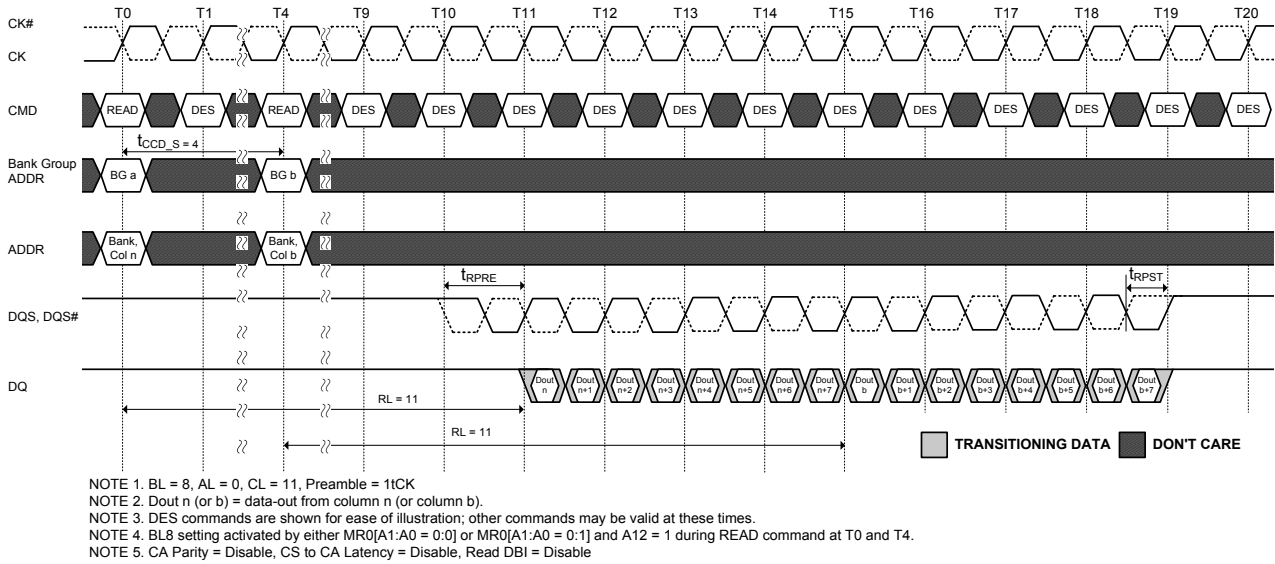 T0 T1 T4 T9 T10 T11 T12 T13 T14 T15 T16 T17 T18 T19 T20
CK#
CK
CMD READ DES READ DES DES DES DES DES DES DES DES DES DES DES DES
tCCD_S = 4
Bank Group
ADDR
BG a BG b
ADDR
Bank,
Col n
Bank,
Col b
tRPRE
tRPST
DQS, DQS#
DQ
Dout
n
Dout
n+1
Dout
n+2
Dout
n+3
Dout
n+4
Dout
n+5
Dout
n+6
Dout
n+7
Dout
b
Dout
b+1
Dout
b+2
Dout
b+3
Dout
b+4
Dout
b+5
Dout
b+6
Dout
b+7
RL = 11
RL = 11
TRANSITIONING DATA DON'T CARE
NOTE 1. BL = 8, AL = 0, CL = 11, Preamble = 1tCK
NOTE 2. Dout n (or b) = data-out from column n (or column b).
NOTE 3. DES commands are shown for ease of illustration; other commands may be valid at these times.
NOTE 4. BL8 setting activated by either MR0[A1:A0 = 0:0] or MR0[A1:A0 = 0:1] and A12 = 1 during READ command at T0 and T4.
NOTE 5. CA Parity = Disable, CS to CA Latency = Disable, Read DBI = Disable